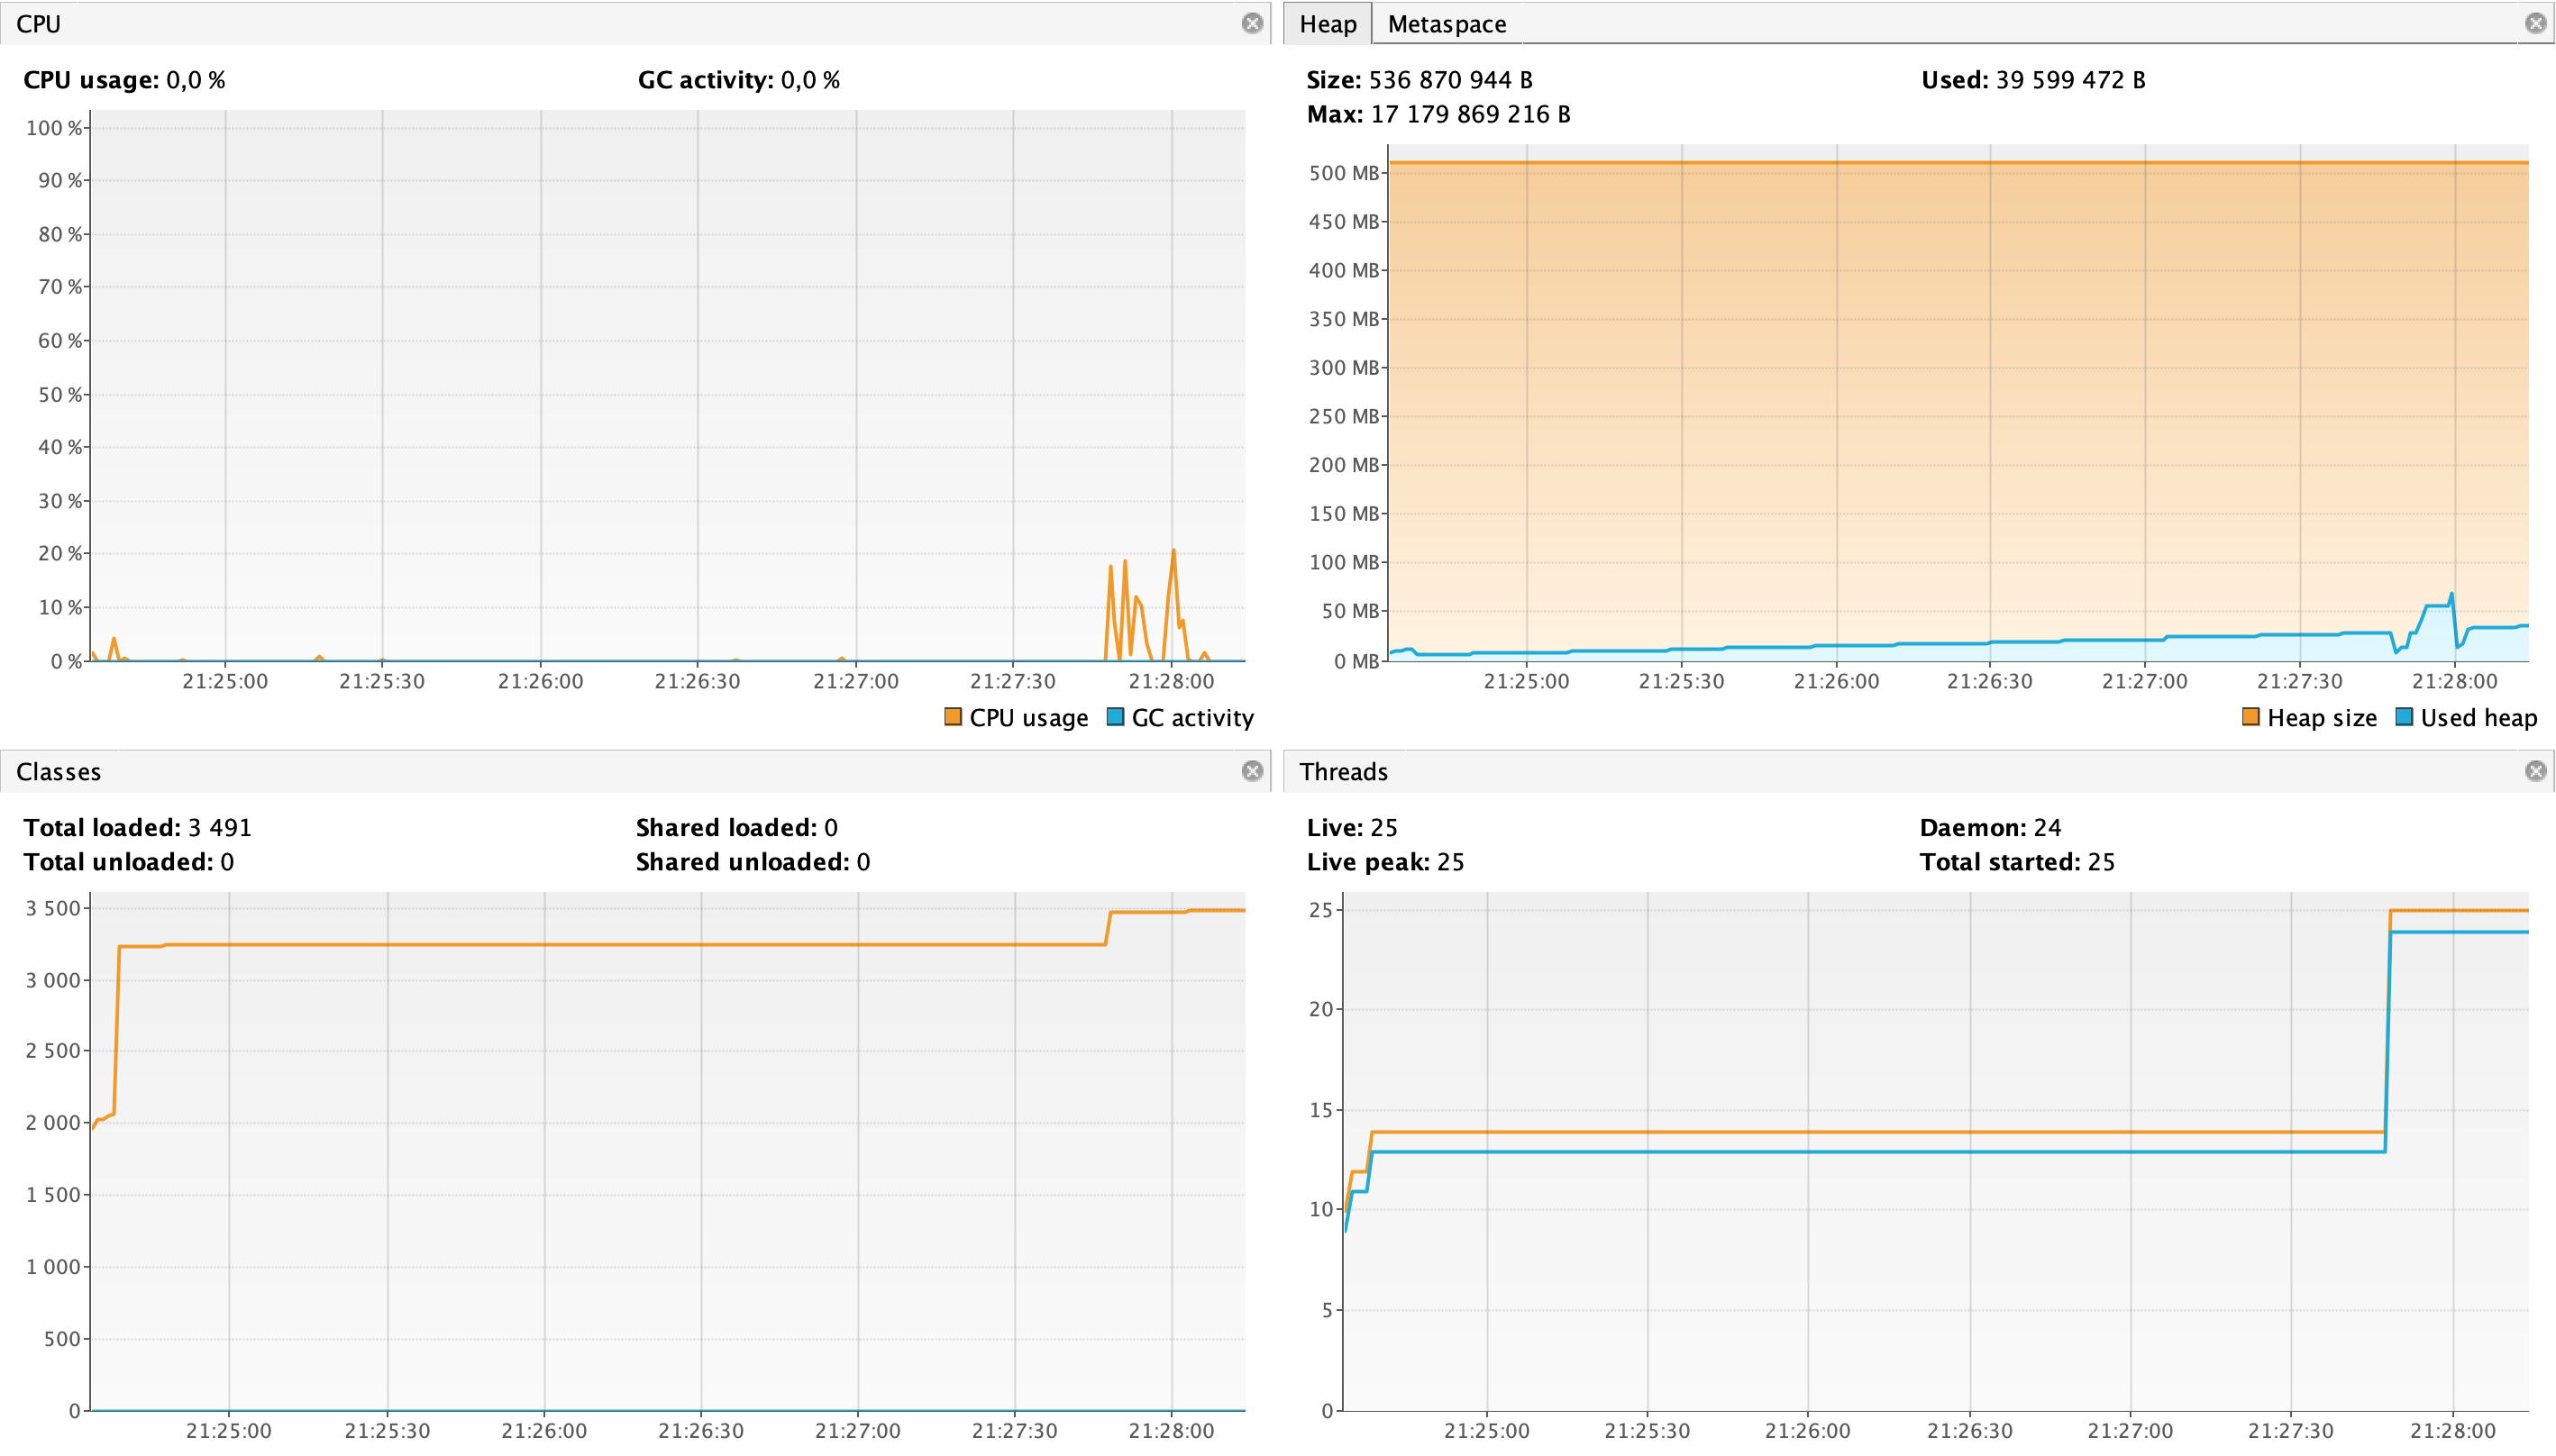 CPU
CPU usage: 0,0 % GC activity: 0,0 %
100 %
90 %
80 %
70 %
60 %
50 %
40 %
30 %
20 %
10 %
0 %
21:25:00 21:25:30 21:26:00 21:26:30 21:27:00 21:27:30 21:28:00
CPU usage GC activity
Heap Metaspace
Size: 536 870 944 B Used: 39 599 472 B
Max: 17 179 869 216 B
500 MB
450 MB
400 MB
350 MB
300 MB
250 MB
200 MB
150 MB
100 MB
50 MB
0 MB
21:25:00 21:25:30 21:26:00 21:26:30 21:27:00 21:27:30 21:28:00
Heap size Used heap
Classes
Total loaded: 3 491 Shared loaded: 0
Total unloaded: 0 Shared unloaded: 0
3 500
3 000
2 500
2 000
1 500
1 000
500
0
21:25:00 21:25:30 21:26:00 21:26:30 21:27:00 21:27:30 21:28:00
Threads
Live: 25 Daemon: 24
Live peak: 25 Total started: 25
25
20
15
10
5
0
21:25:00 21:25:30 21:26:00 21:26:30 21:27:00 21:27:30 21:28:00